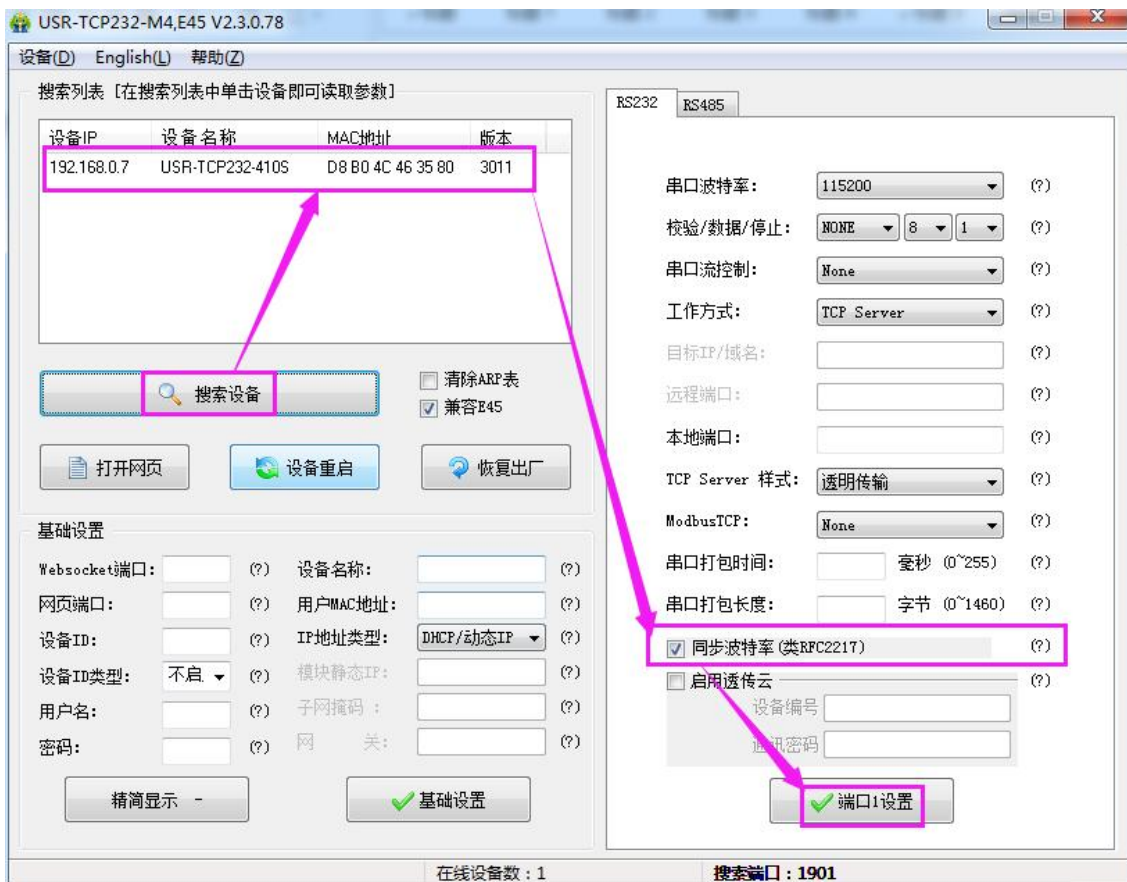 USR-TCP232-M4,E45 V2.3.0.78
设备(D) English(L) 帮助(Z)
搜索列表 [在搜索列表中单击设备即可读取参数]
设备IP 设备名称 MAC地址 版本
192.168.0.7 USR-TCP232-410S D8 B0 4C 46 35 80 3011
搜索设备
清除ARP表
兼容E45
打开网页 设备重启 恢复出厂
基础设置
Websocket端口: (?) 设备名称: (?)
网页端口: (?) 用户MAC地址: (?)
设备ID: (?) IP地址类型: DHCP/动态IP (?)
设备ID类型: 不启. (?) 模块静态IP: (?)
用户名: (?) 子网掩码 : (?)
密码: (?) 网 关: (?)
精简显示 - 基础设置
RS232 RS485
串口波特率: 115200 (?)
校验/数据/停止: NONE 8 1 (?)
串口流控制: None (?)
工作方式: TCP Server (?)
目标IP/域名: (?)
远程端口: (?)
本地端口: (?)
TCP Server 样式: 透明传输 (?)
ModbusTCP: None (?)
串口打包时间: 毫秒 (0~255) (?)
串口打包长度: 字节 (0~1460) (?)
同步波特率(类RFC2217) (?)
启用透传云 (?)
设备编号
通讯密码
端口1设置
在线设备数:1 搜索端口:1901